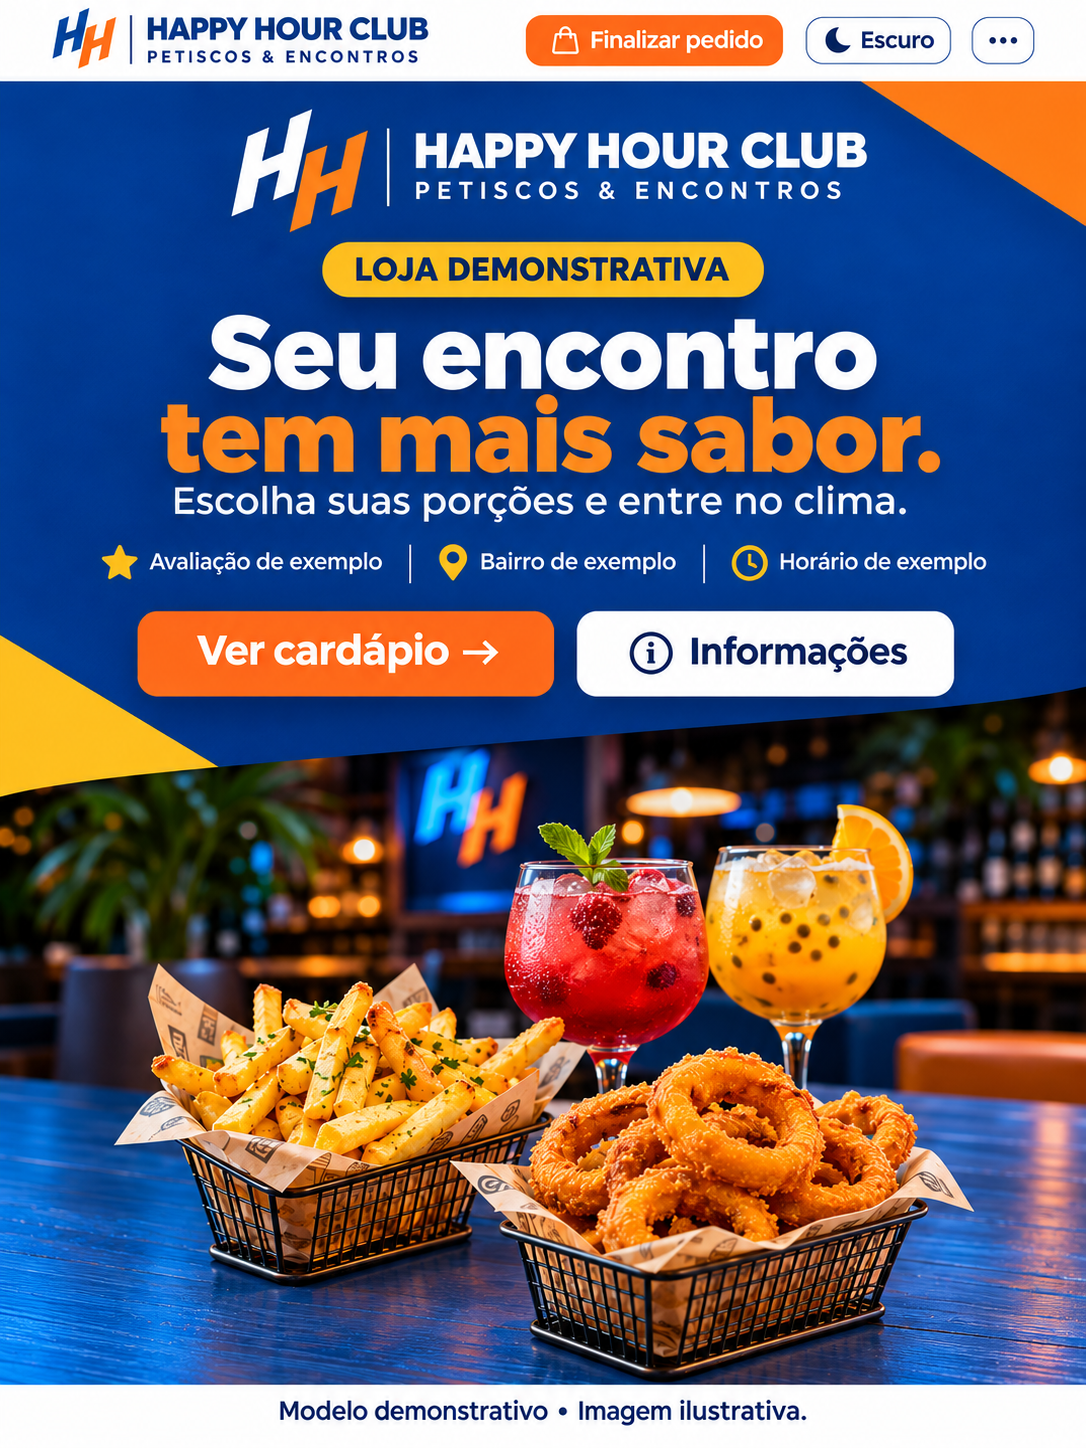 HH HAPPY HOUR CLUB
PETISCOS & ENCONTROS
Finalizar pedido
Escuro
HH HAPPY HOUR CLUB
PETISCOS & ENCONTROS
LOJA DEMONSTRATIVA
Seu encontro
tem mais sabor.
Escolha suas porções e entre no clima.
Avaliação de exemplo
Bairro de exemplo
Horário de exemplo
Ver cardápio →
Informações
HH
Modelo demonstrativo • Imagem ilustrativa.